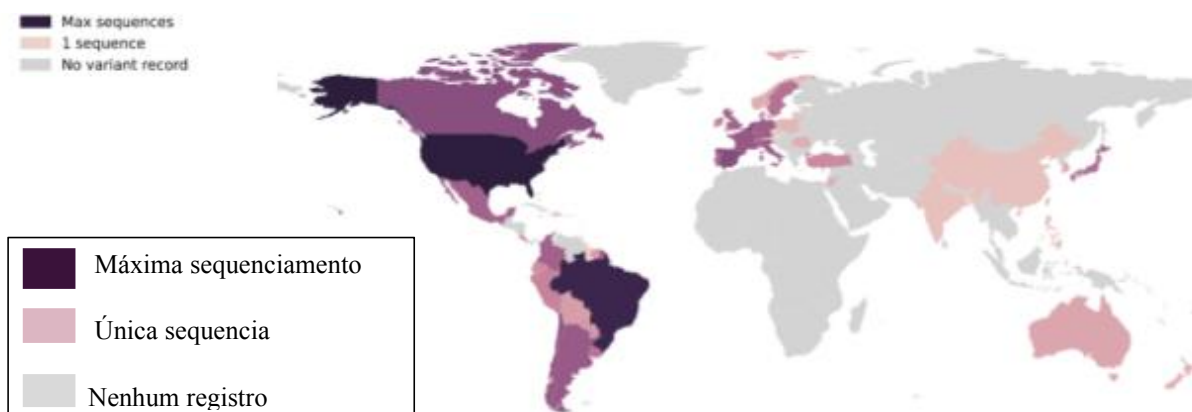 Max sequences
1 sequence
No variant record
Máxima sequenciamento
Única sequencia
Nenhum registro